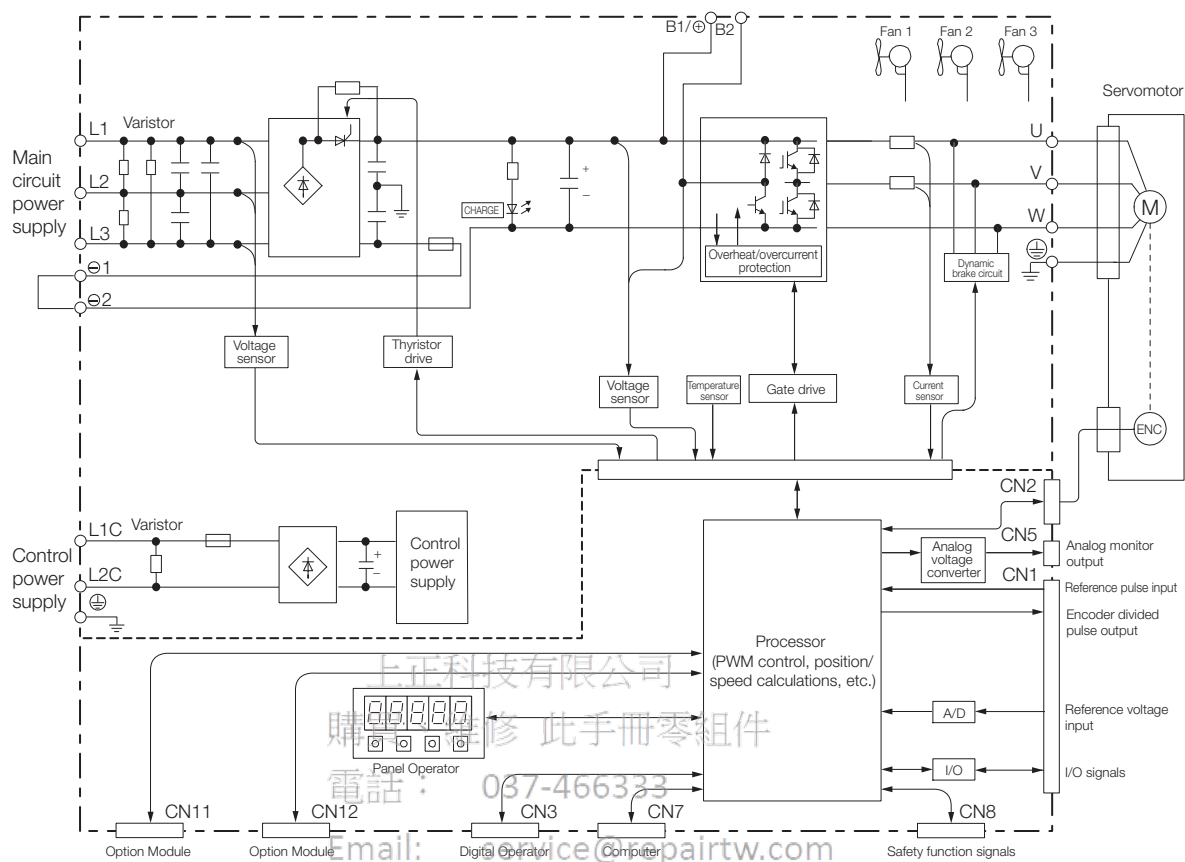 B1/⊕ B2
Fan 1 Fan 2 Fan 3
Servomotor
L1 Varistor
U
Main
circuit
power
supply
L2
V
M
CHARGE
+
–
L3
W
Overheat/overcurrent
protection
Dynamic
brake circuit
⊖1
⊖2
Voltage
sensor
Thyristor
drive
Voltage
sensor
Temperature
sensor
Gate drive
Current
sensor
ENC
CN2
L1C Varistor
Control
power
supply
+
–
Control
power
supply
L2C
CN5
Analog
voltage
converter
Analog monitor
output
CN1
Reference pulse input
Encoder divided
pulse output
Processor
(PWM control, position/
speed calculations, etc.)
上正科技有限公司
A/D
Reference voltage
input
8.8.8.8.8.
購買、維修 此手冊零組件
Panel Operator
I/O
I/O signals
電話： 037-466333
CN11 CN12 CN3 CN7 CN8
Option Module Option Module Digital Operator Computer Safety function signals
Email: service@repairtw.com